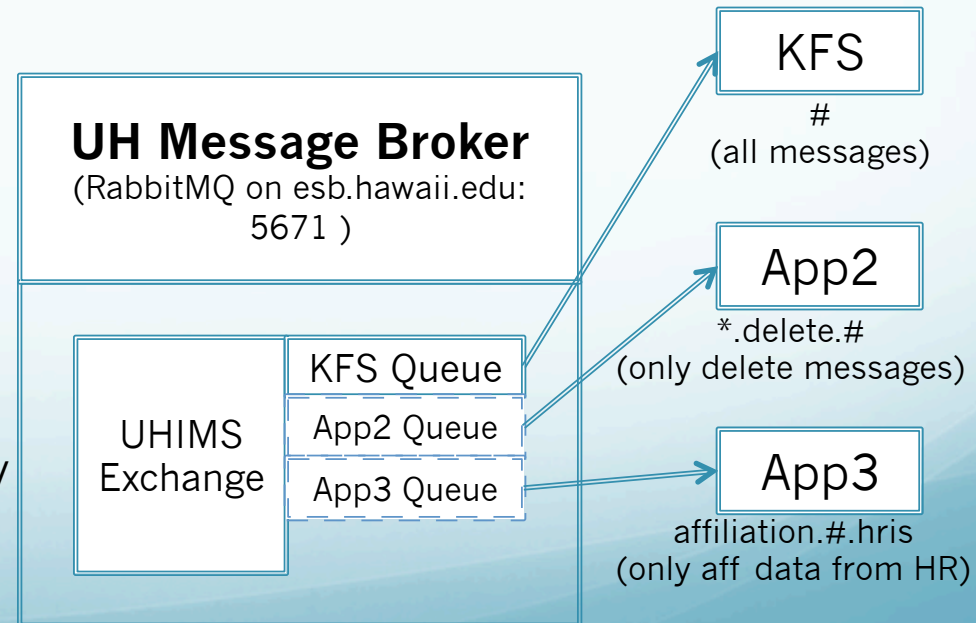 UH Message Broker
(RabbitMQ on esb.hawaii.edu:
5671 )
UHIMS
Exchange
KFS Queue
App2 Queue
App3 Queue
KFS
#
(all messages)
App2
*.delete.#
(only delete messages)
App3
affiliation.#.hris
(only aff data from HR)